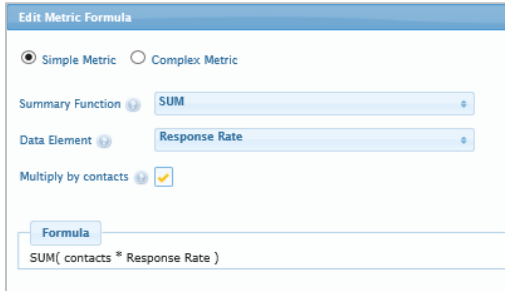 Edit Metric Formula
Simple Metric Complex Metric
Summary Function SUM
Data Element Response Rate
Multiply by contacts
Formula
SUM( contacts * Response Rate )